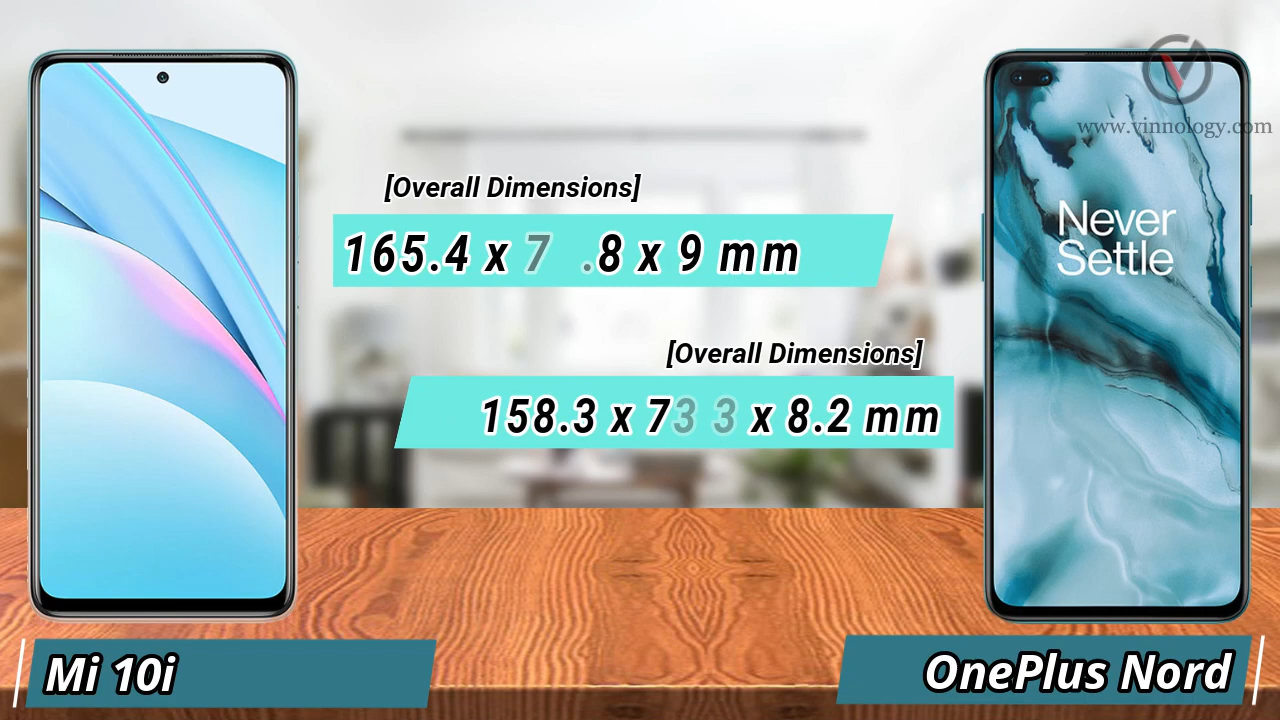 www.vinnology.com
Never
Settle
[Overall Dimensions]
165.4 x 7 .8 x 9 mm
[Overall Dimensions]
158.3 x 73 3 x 8.2 mm
Mi 10i
OnePlus Nord